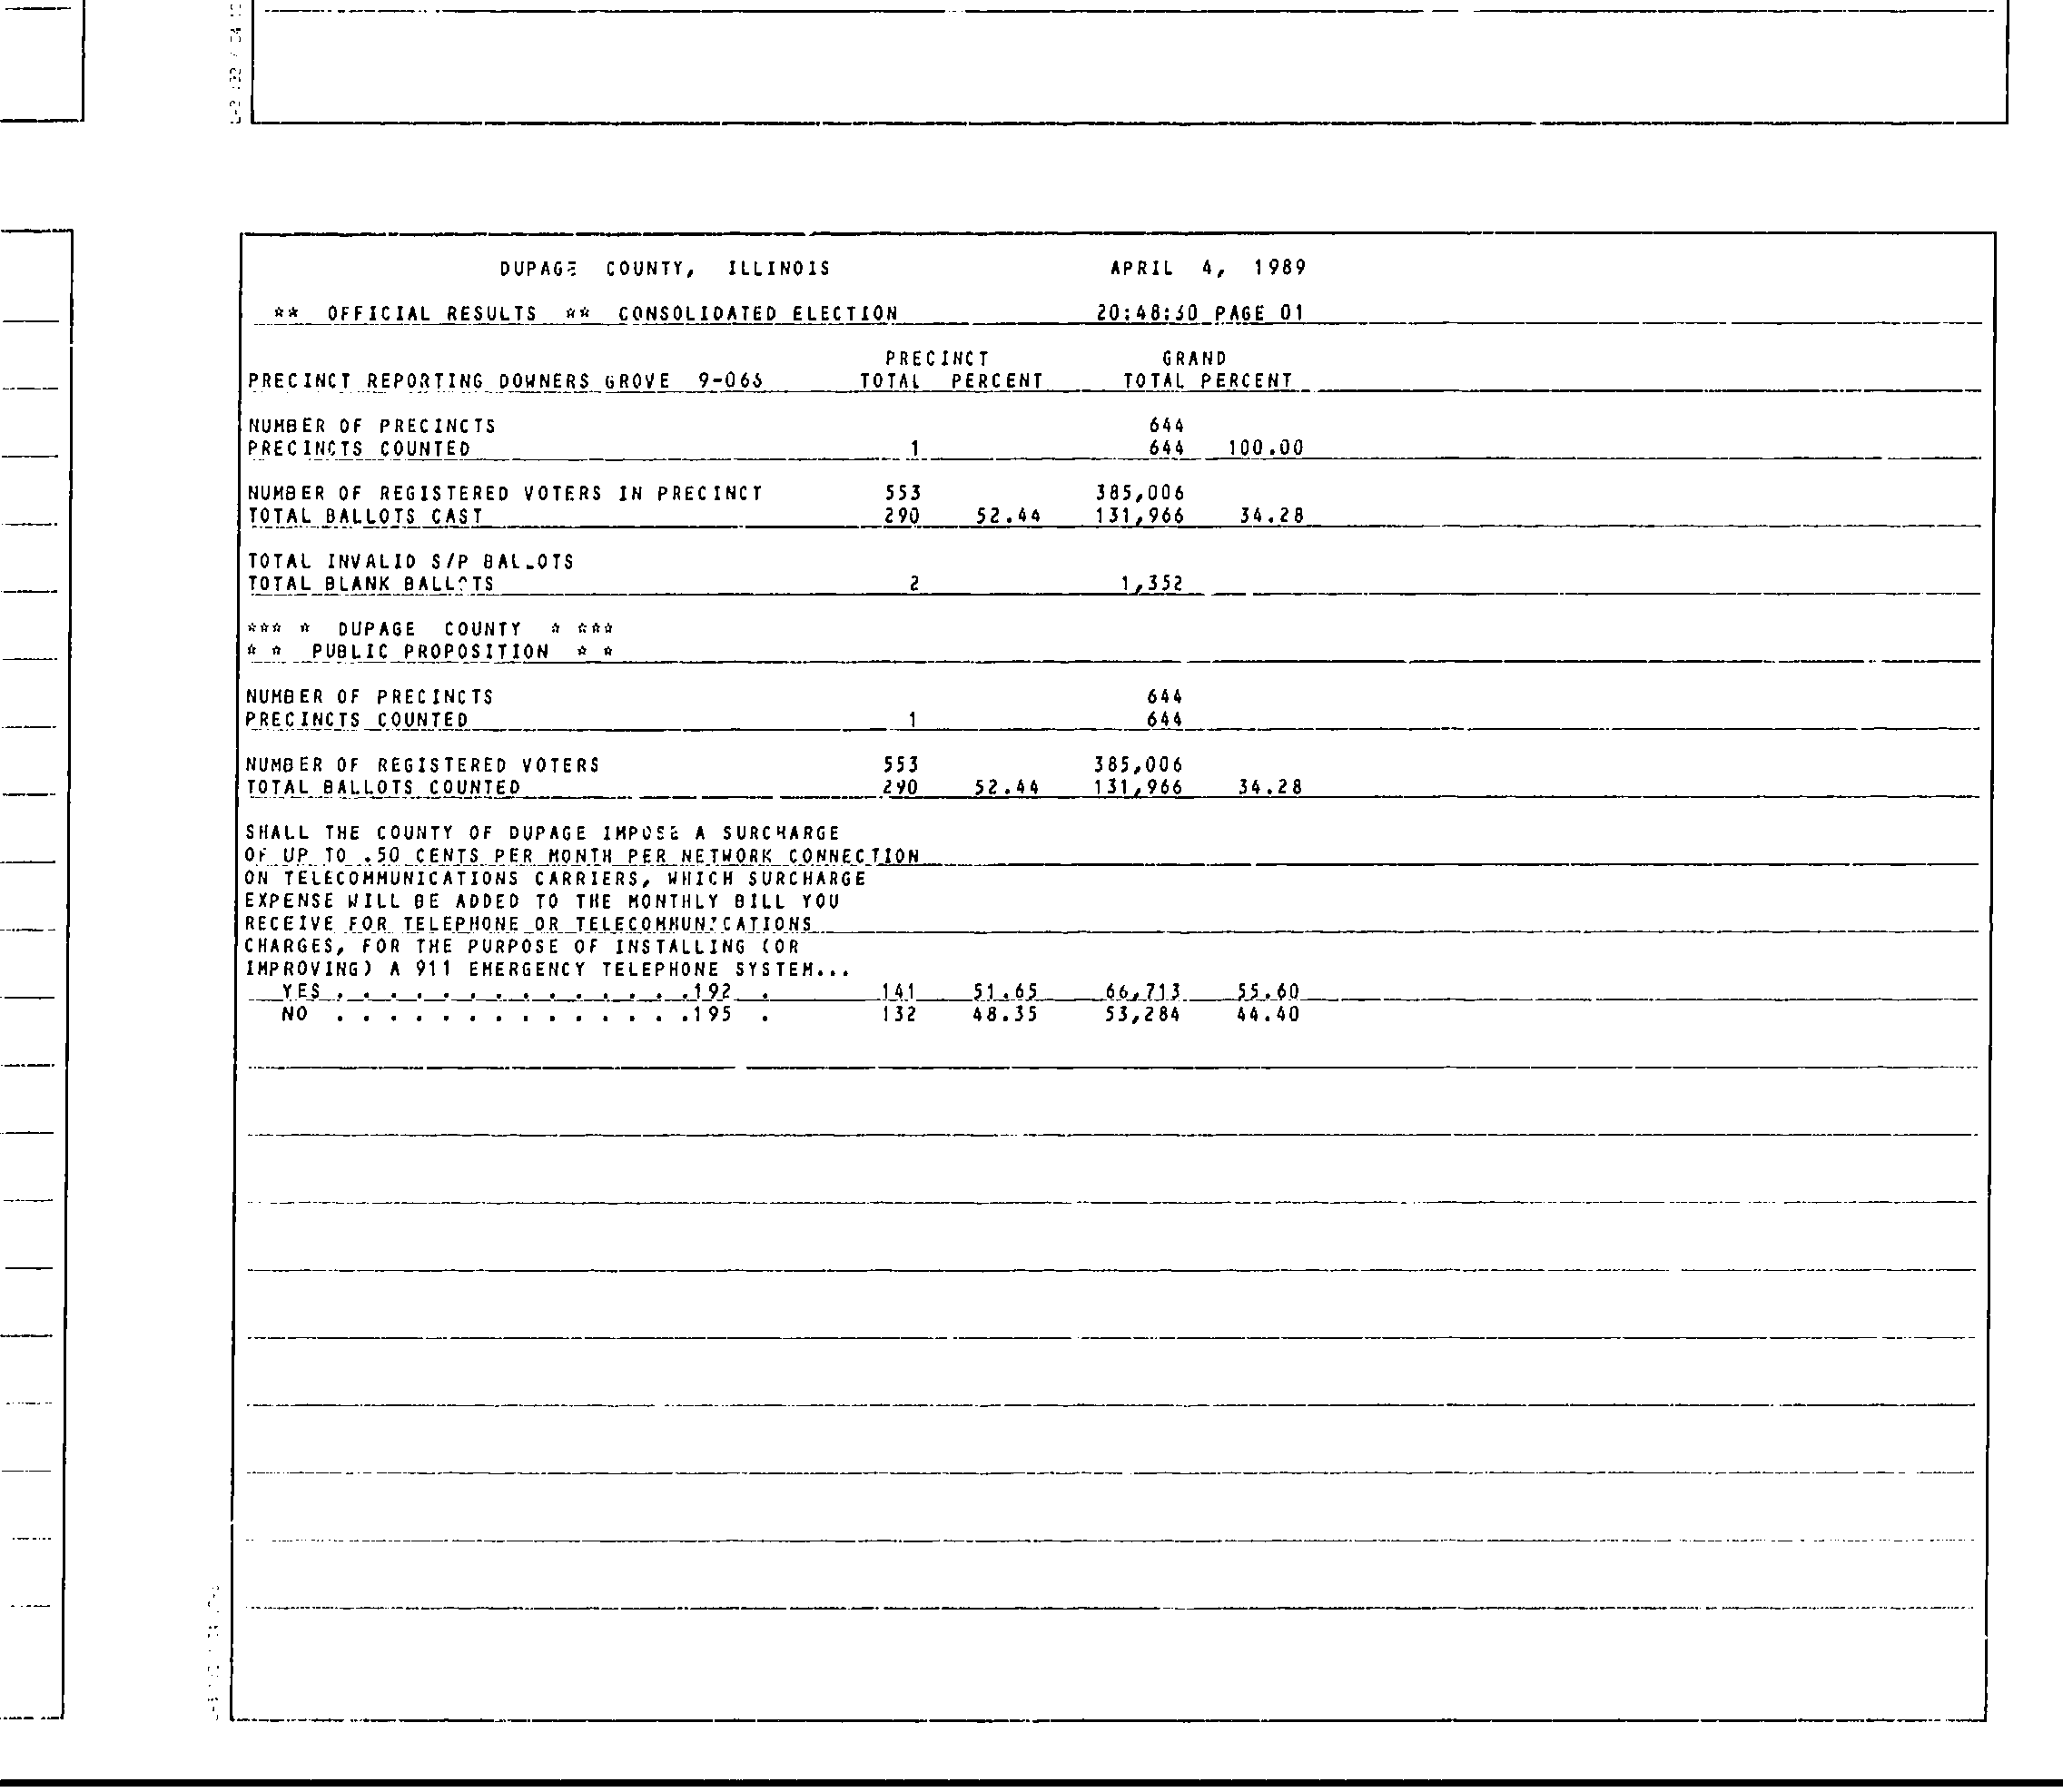 DUPAGE COUNTY, ILLINOIS APRIL 4, 1989
** OFFICIAL RESULTS ** CONSOLIDATED ELECTION 20:48:30 PAGE 01
PRECINCT GRAND
PRECINCT REPORTING DOWNERS GROVE TOTAL PERCENT TOTAL PERCENT
NUMBER OF PRECINCTS 644
PRECINCTS COUNTED 1 644 100.00
NUMBER OF REGISTERED VOTERS IN PRECINCT 553 385,006
TOTAL BALLOTS CAST 290 52.44 131,966 34.28
TOTAL INVALID S/P BALLOTS
TOTAL BLANK BALLOTS 2 1,352
*** * DUPAGE COUNTY * ***
* * PUBLIC PROPOSITION * *
NUMBER OF PRECINCTS 644
PRECINCTS COUNTED 1 644
NUMBER OF REGISTERED VOTERS 553 385,006
TOTAL BALLOTS COUNTED 290 52.44 131,966 34.28
SHALL THE COUNTY OF DUPAGE IMPOSE A SURCHARGE
OF UP TO .50 CENTS PER MONTH PER NETWORK CONNECTION
ON TELECOMMUNICATIONS CARRIERS, WHICH SURCHARGE
EXPENSE WILL BE ADDED TO THE MONTHLY BILL YOU
RECEIVE FOR TELEPHONE OR TELECOMMUNICATIONS
CHARGES, FOR THE PURPOSE OF INSTALLING (OR
IMPROVING) A 911 EMERGENCY TELEPHONE SYSTEM...
YES . . . . . . . . . . . . . .192 . 141 51.65 66,713 55.60
NO . . . . . . . . . . . . . .195 . 132 48.35 53,284 44.40